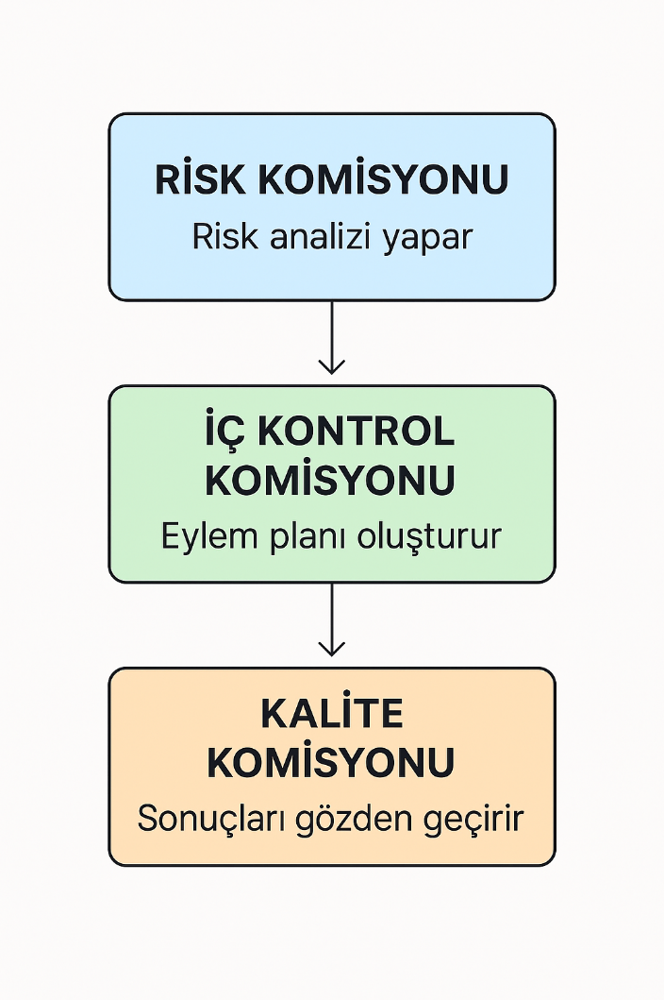 RİSK KOMİSYONU
Risk analizi yapar
İÇ KONTROL
KOMİSYONU
Eylem planı oluşturur
KALİTE
KOMİSYONU
Sonuçları gözden geçirir